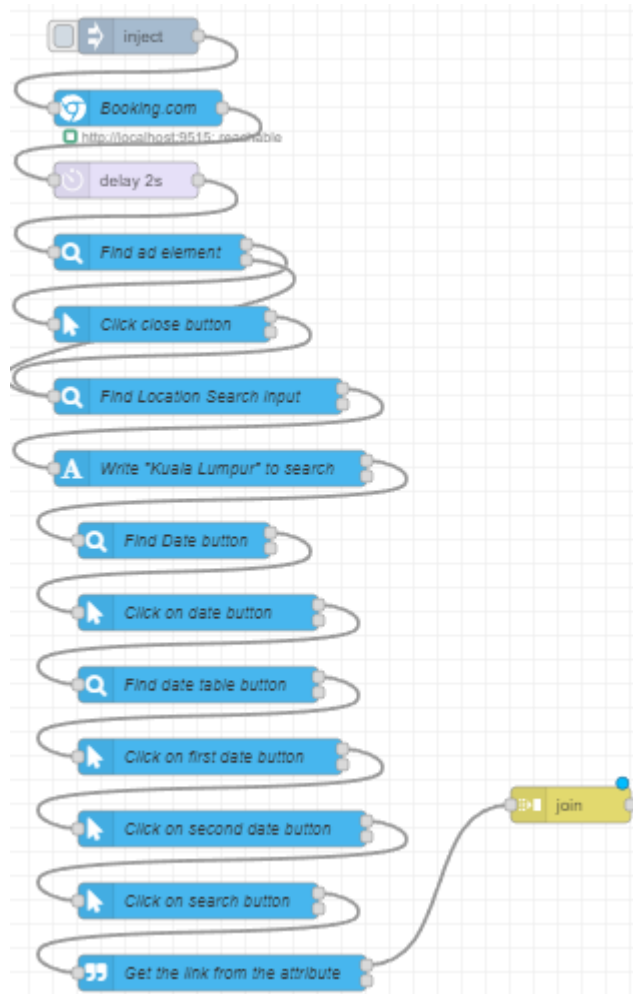 inject
Booking.com
http://localhost:9515: reachable
delay 2s
Find ad element
Click close button
Find Location Search Input
A Write "Kuala Lumpur" to search
Find Date button
Click on date button
Find date table button
Click on first date button
join
Click on second date button
Click on search button
Get the link from the attribute